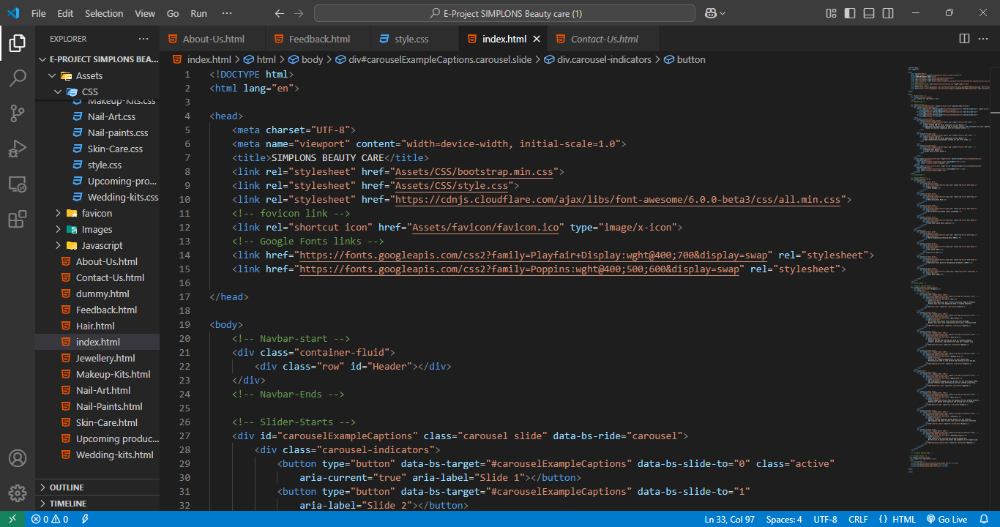 File Edit Selection View Go Run ··· E-Project SIMPLONS Beauty care (1)
EXPLORER ···
E-PROJECT SIMPLONS BEA...
Assets
CSS
Makeup-Kits.css
Nail-Art.css
Nail-paints.css
Skin-Care.css
style.css
Upcoming-pro...
Wedding-kits.css
favicon
Images
Javascript
About-Us.html
Contact-Us.html
dummy.html
Feedback.html
Hair.html
index.html
Jewellery.html
Makeup-Kits.html
Nail-Art.html
Nail-Paints.html
Skin-Care.html
Upcoming produc...
Wedding-kits.html
OUTLINE
TIMELINE
About-Us.html Feedback.html style.css index.html Contact-Us.html ···
index.html > html > body > div#carouselExampleCaptions.carousel.slide > div.carousel-indicators > button
1 <!DOCTYPE html>
2 <html lang="en">
3
4 <head>
5 <meta charset="UTF-8">
6 <meta name="viewport" content="width=device-width, initial-scale=1.0">
7 <title>SIMPLONS BEAUTY CARE</title>
8 <link rel="stylesheet" href="Assets/CSS/bootstrap.min.css">
9 <link rel="stylesheet" href="Assets/CSS/style.css">
10 <link rel="stylesheet" href="https://cdnjs.cloudflare.com/ajax/libs/font-awesome/6.0.0-beta3/css/all.min.css">
11 <!-- fovicon link -->
12 <link rel="shortcut icon" href="Assets/favicon/favicon.ico" type="image/x-icon">
13 <!-- Google Fonts links -->
14 <link href="https://fonts.googleapis.com/css2?family=Playfair+Display:wght@400;700&display=swap" rel="stylesheet">
15 <link href="https://fonts.googleapis.com/css2?family=Poppins:wght@400;500;600&display=swap" rel="stylesheet">
16
17 </head>
18
19 <body>
20 <!-- Navbar-start -->
21 <div class="container-fluid">
22 <div class="row" id="Header"></div>
23 </div>
24 <!-- Navbar-Ends -->
25
26 <!-- Slider-Starts -->
27 <div id="carouselExampleCaptions" class="carousel slide" data-bs-ride="carousel">
28 <div class="carousel-indicators">
29 <button type="button" data-bs-target="#carouselExampleCaptions" data-bs-slide-to="0" class="active"
30 aria-current="true" aria-label="Slide 1"></button>
31 <button type="button" data-bs-target="#carouselExampleCaptions" data-bs-slide-to="1"
32 aria-label="Slide 2"></button>
0 0 Ln 33, Col 97 Spaces: 4 UTF-8 CRLF {} HTML Go Live